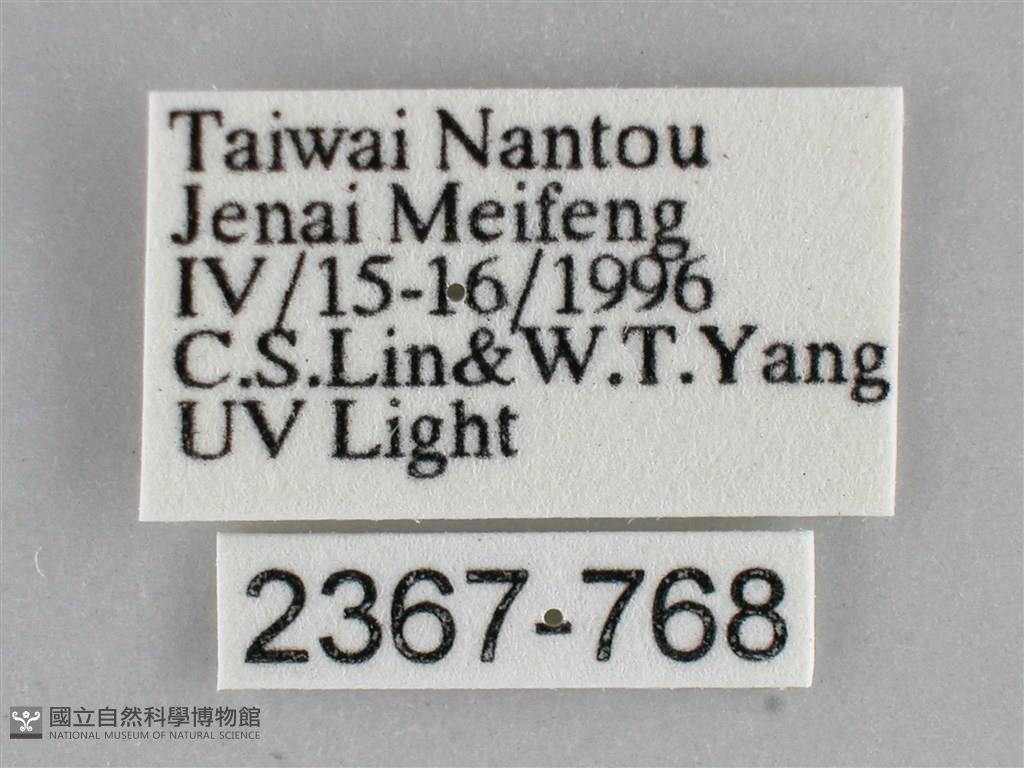 Taiwai Nantou
Jenai Meifeng
IV/15-16/1996
C.S.Lin&W.T.Yang
UV Light
2367-768
國立自然科學博物館
NATIONAL MUSEUM OF NATURAL SCIENCE